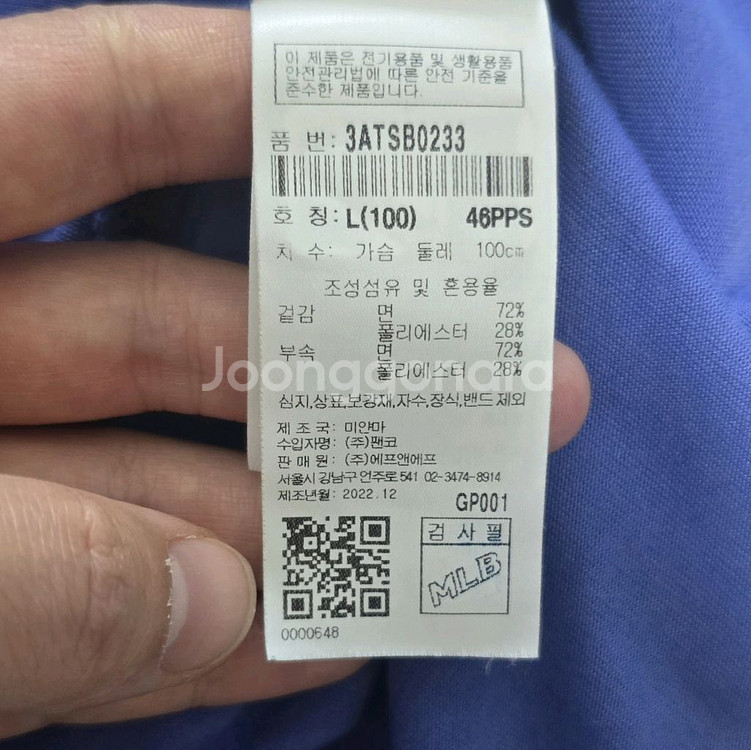 이 제품은 전기용품 및 생활용품
안전관리법에 따른 안전 기준을
준수한 제품입니다.
품 번: 3ATSB0233
호 칭: L(100) 46PPS
치 수: 가슴 둘레 100cm
조성섬유 및 혼용율
겉감 면 72%
폴리에스터 28%
부속 면 72%
폴리에스터 28%
Joonggonara
심지,상표,보강재,자수,장식,밴드 제외
제 조 국: 미얀마
수입자명: (주)팬코
판 매 원: (주)에프앤에프
서울시 강남구 언주로 541 02-3474-8914
제조년월: 2022.12
GP001
검 사 필
MLB
0000648